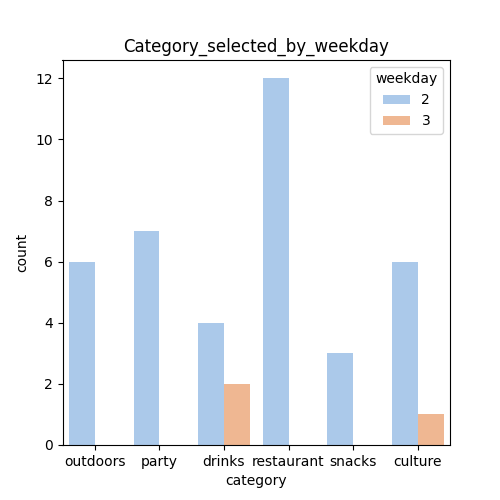 Category_selected_by_weekday
weekday
2
3
12
10
8
6
4
2
0
count
outdoors party drinks restaurant snacks culture
category